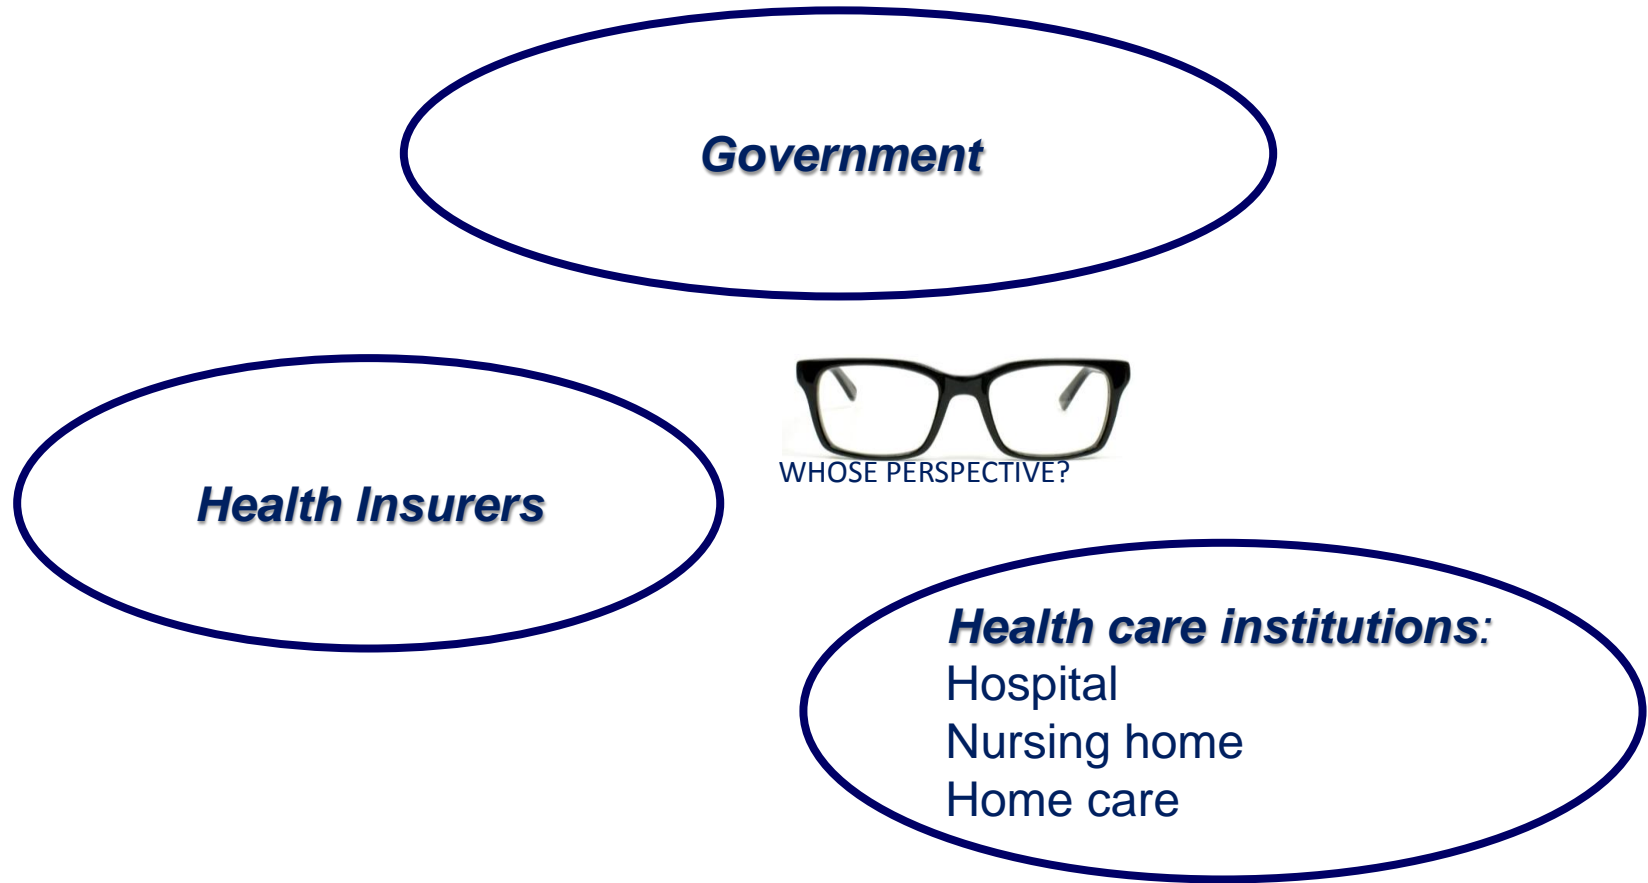 Government
WHOSE PERSPECTIVE?
Health Insurers
Health care institutions:
Hospital
Nursing home
Home care